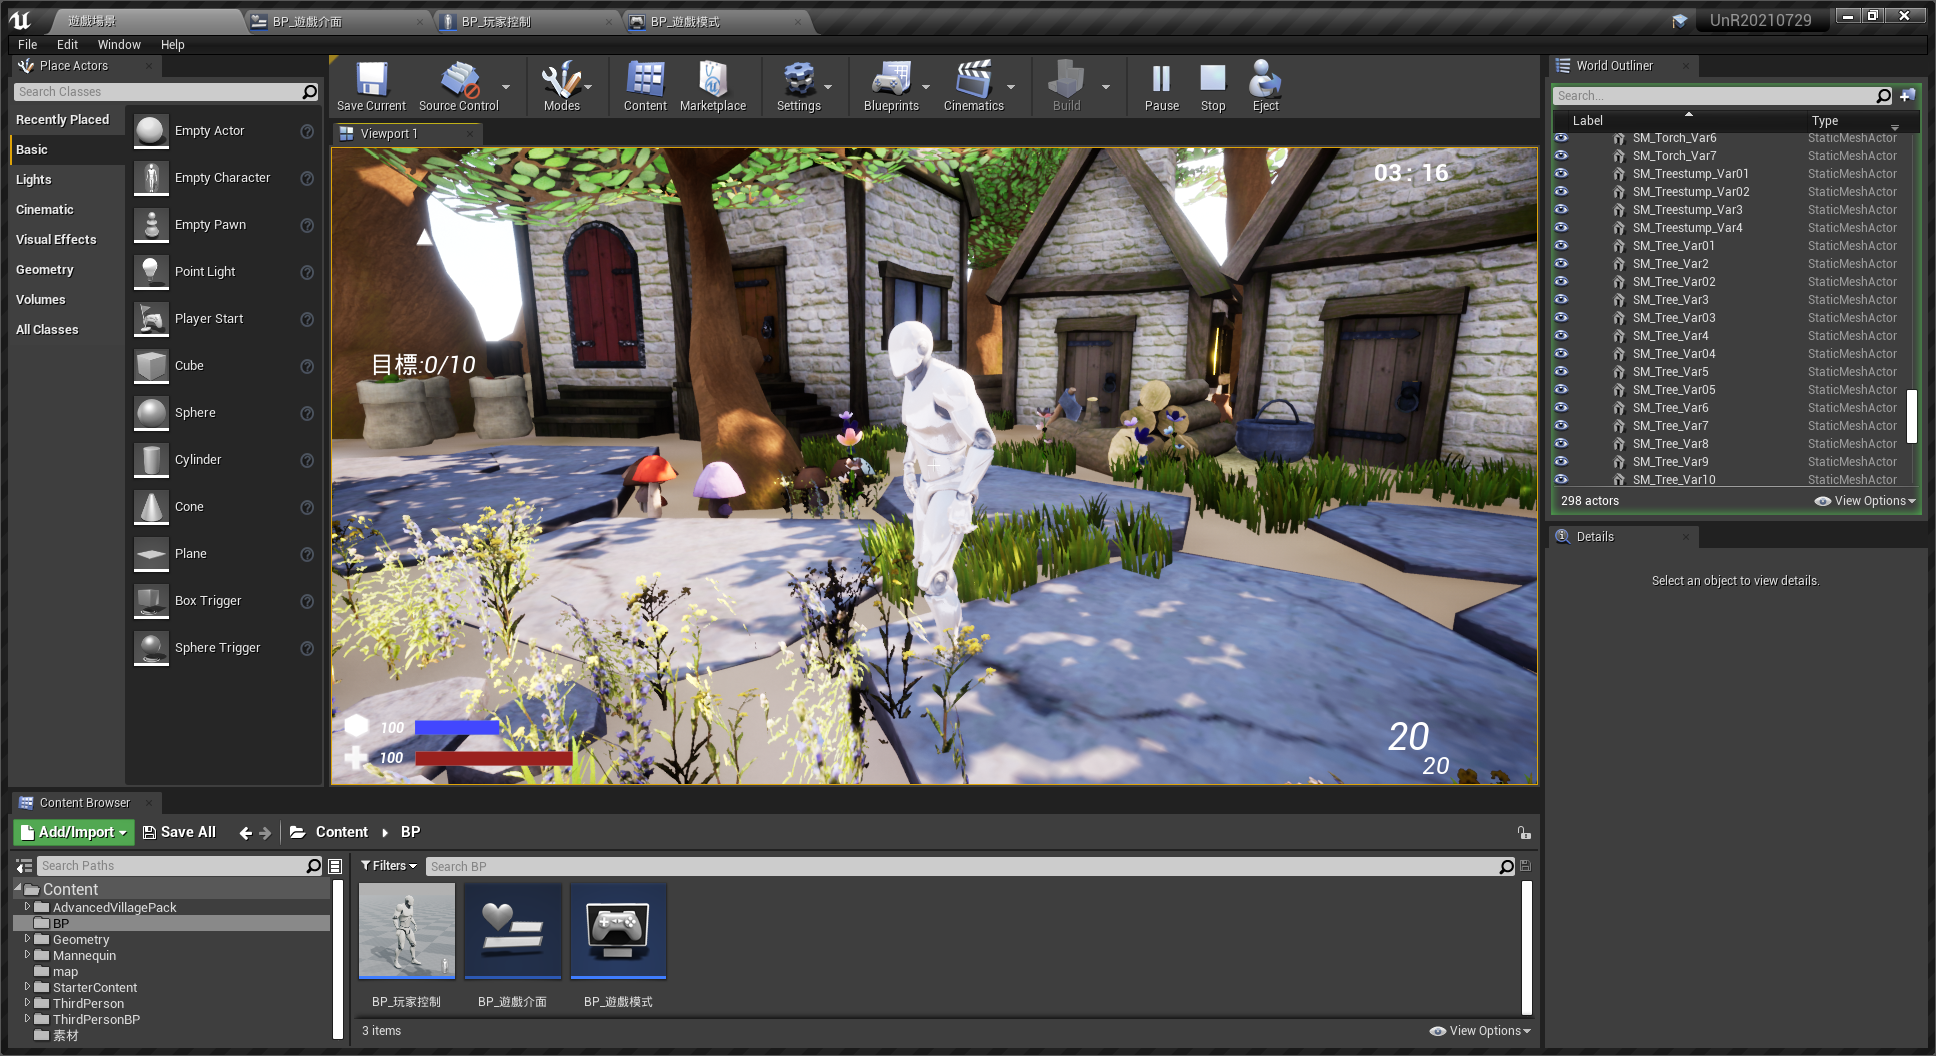 遊戲場景
BP_遊戲介面
BP_玩家控制
BP_遊戲模式
UnR20210729
File Edit Window Help
Place Actors
Search Classes
Recently Placed
Basic
Lights
Cinematic
Visual Effects
Geometry
Volumes
All Classes
Empty Actor
Empty Character
Empty Pawn
Point Light
Player Start
Cube
Sphere
Cylinder
Cone
Plane
Box Trigger
Sphere Trigger
Save Current
Source Control
Modes
Content
Marketplace
Settings
Blueprints
Cinematics
Build
Pause
Stop
Eject
Viewport 1
03 : 16
目標:0/10
100
100
20
20
World Outliner
Search...
Label Type
SM_Torch_Var6 StaticMeshActor
SM_Torch_Var7 StaticMeshActor
SM_Treestump_Var01 StaticMeshActor
SM_Treestump_Var02 StaticMeshActor
SM_Treestump_Var3 StaticMeshActor
SM_Treestump_Var4 StaticMeshActor
SM_Tree_Var01 StaticMeshActor
SM_Tree_Var2 StaticMeshActor
SM_Tree_Var02 StaticMeshActor
SM_Tree_Var3 StaticMeshActor
SM_Tree_Var03 StaticMeshActor
SM_Tree_Var4 StaticMeshActor
SM_Tree_Var04 StaticMeshActor
SM_Tree_Var5 StaticMeshActor
SM_Tree_Var05 StaticMeshActor
SM_Tree_Var6 StaticMeshActor
SM_Tree_Var7 StaticMeshActor
SM_Tree_Var8 StaticMeshActor
SM_Tree_Var9 StaticMeshActor
SM_Tree_Var10 StaticMeshActor
298 actors View Options
Details
Select an object to view details.
Content Browser
Add/Import Save All Content BP
Search Paths
Content
AdvancedVillagePack
BP
Geometry
Mannequin
map
StarterContent
ThirdPerson
ThirdPersonBP
素材
Filters Search BP
BP_玩家控制
BP_遊戲介面
BP_遊戲模式
3 items View Options